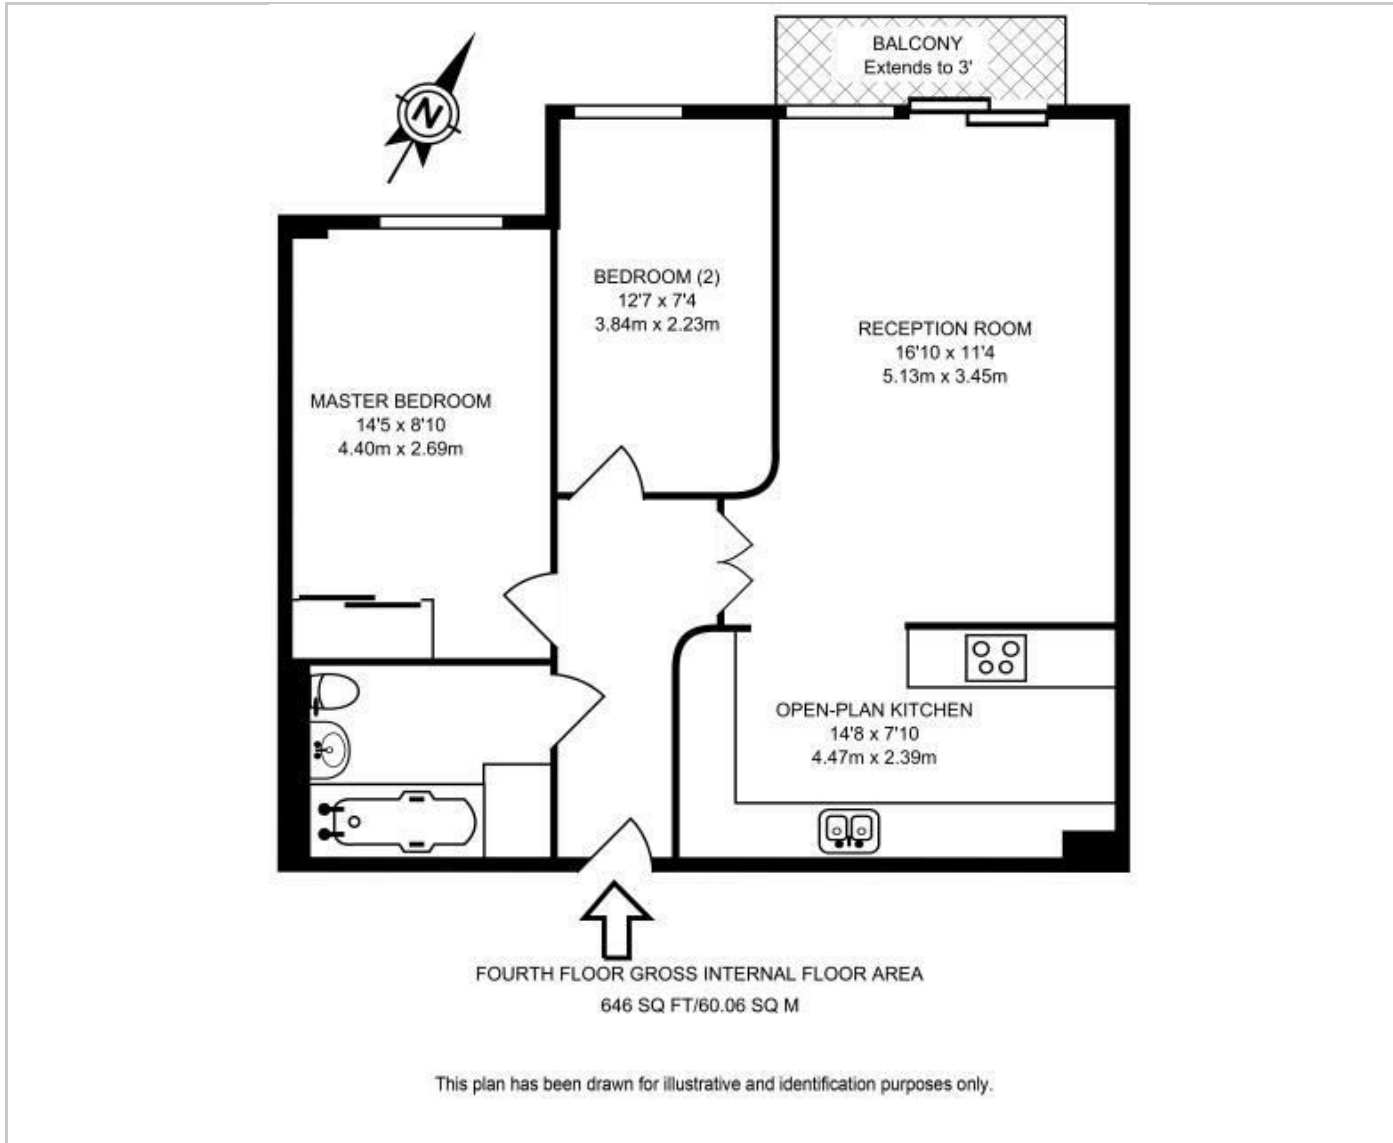 BALCONY
Extends to 3'
N
BEDROOM (2)
12'7 x 7'4
3.84m x 2.23m
RECEPTION ROOM
16'10 x 11'4
5.13m x 3.45m
MASTER BEDROOM
14'5 x 8'10
4.40m x 2.69m
OPEN-PLAN KITCHEN
14'8 x 7'10
4.47m x 2.39m
FOURTH FLOOR GROSS INTERNAL FLOOR AREA
646 SQ FT/60.06 SQ M
This plan has been drawn for illustrative and identification purposes only.